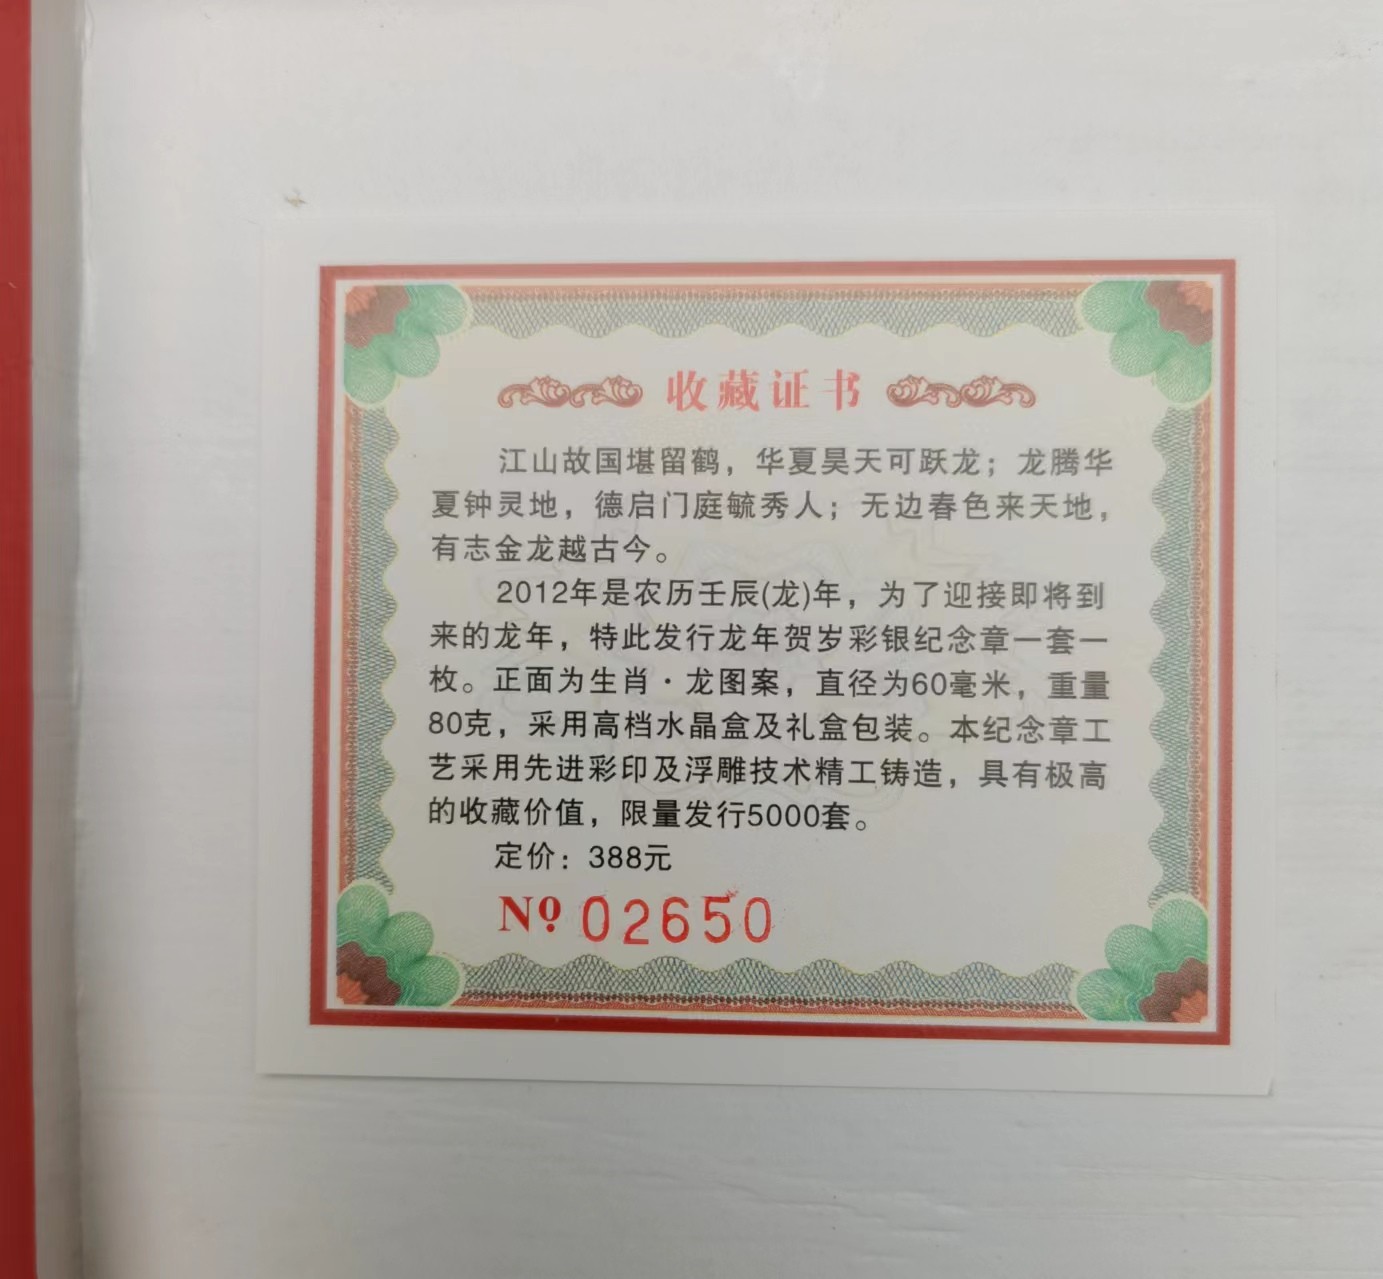 收藏证书
江山故国堪留鹤，华夏昊天可跃龙；龙腾华
夏钟灵地，德启门庭毓秀人；无边春色来天地，
有志金龙越古今。
2012年是农历壬辰(龙)年，为了迎接即将到
来的龙年，特此发行龙年贺岁彩银纪念章一套一
枚。正面为生肖·龙图案，直径为60毫米，重量
80克，采用高档水晶盒及礼盒包装。本纪念章工
艺采用先进彩印及浮雕技术精工铸造，具有极高
的收藏价值，限量发行5000套。
定价：388元
№ 02650